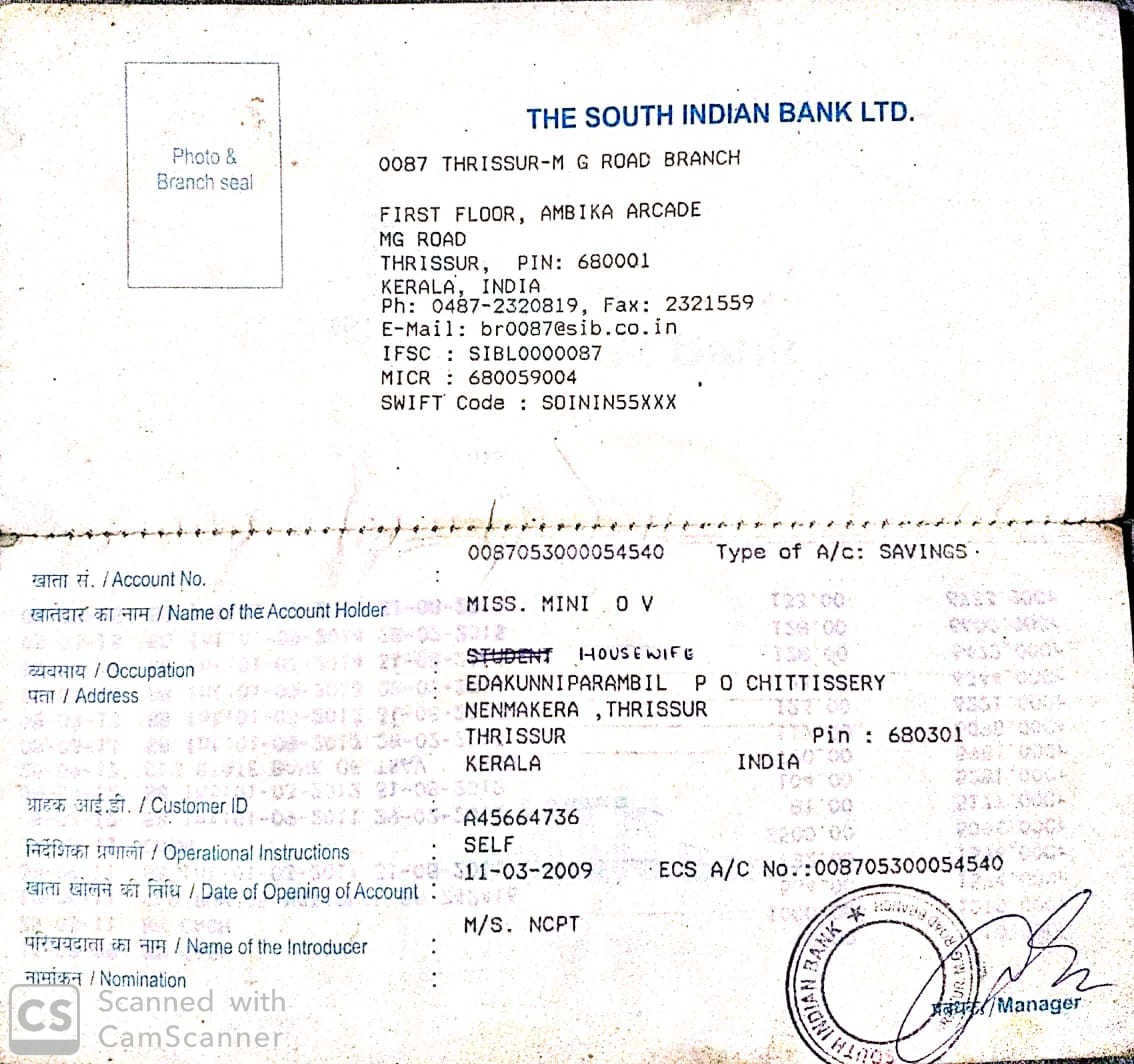 Photo &
Branch seal
THE SOUTH INDIAN BANK LTD.
0087 THRISSUR-M G ROAD BRANCH
FIRST FLOOR, AMBIKA ARCADE
MG ROAD
THRISSUR, PIN: 680001
KERALA, INDIA
Ph: 0487-2320819, Fax: 2321559
E-Mail: br0087@sib.co.in
IFSC : SIBL0000087
MICR : 680059004
SWIFT Code : SOININ55XXX
खाता सं. / Account No. : 0087053000054540 Type of A/c: SAVINGS
खातेदार का नाम / Name of the Account Holder : MISS. MINI O V
व्यवसाय / Occupation : STUDENT HOUSEWIFE
पता / Address : EDAKUNNIPARAMBIL P O CHITTISSERY
NENMAKERA ,THRISSUR
THRISSUR Pin : 680301
KERALA INDIA
ग्राहक आई.डी. / Customer ID : A45664736
निर्देशिका प्रणाली / Operational Instructions : SELF
खाता खोलने की तिथि / Date of Opening of Account : 11-03-2009 ECS A/C No.:008705300054540
परिचयदाता का नाम / Name of the Introducer : M/S. NCPT
नामांकन / Nomination :
SOUTH INDIAN BANK
प्रबंधक /Manager
CS Scanned with
CamScanner